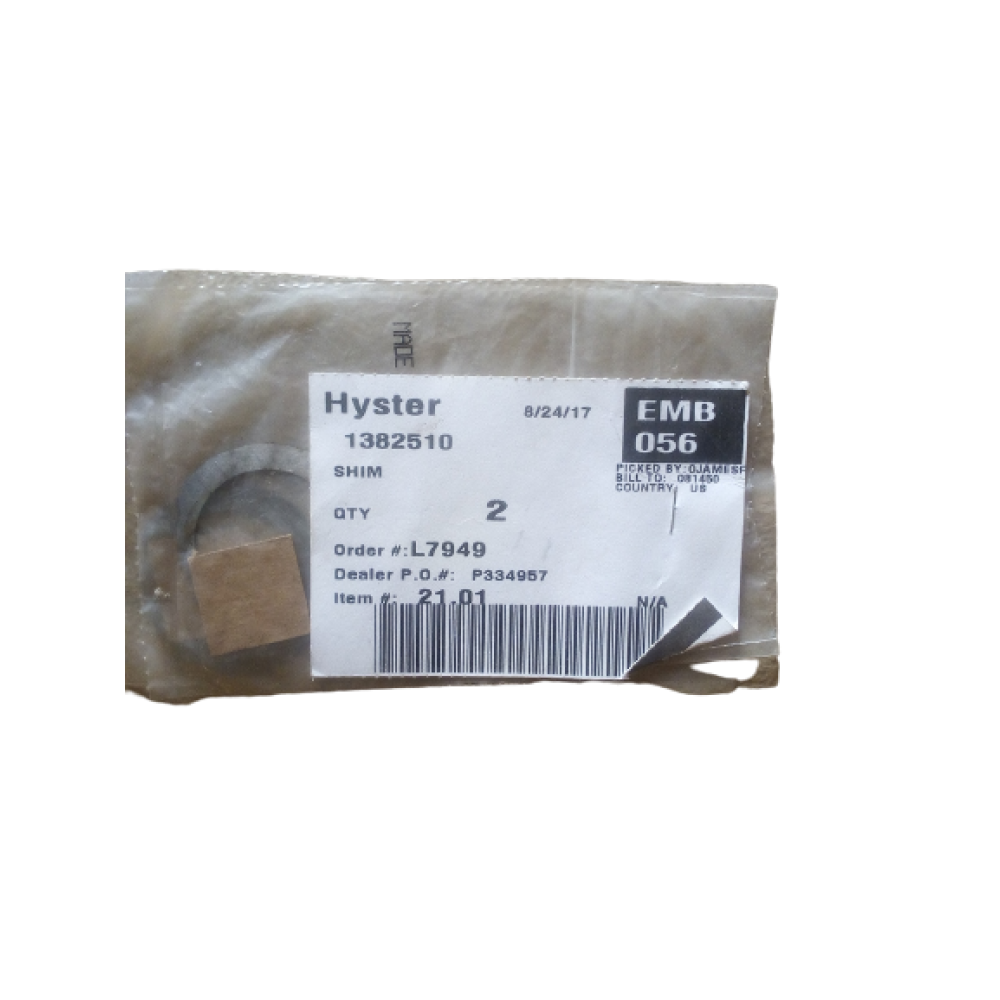 MADE
Hyster
8/24/17
EMB
056
1382510
PICKED BY:OJAMESF
BILL TO: 081450
COUNTRY US
SHIM
QTY 2
Order #:L7949
Dealer P.O.#: P334957
Item #: 21.01 N/A